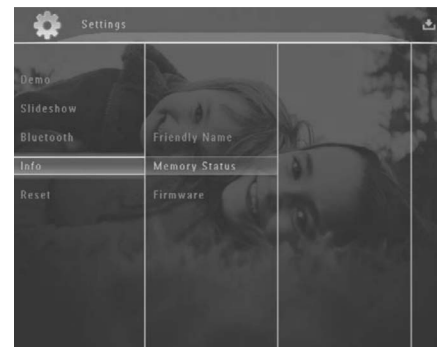 Settings
Demo
Slideshow
Bluetooth
Info
Reset
Friendly Name
Memory Status
Firmware